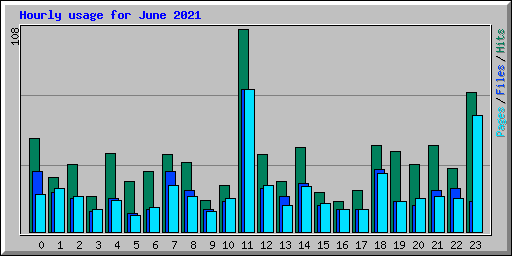 Hourly usage for June 2021
108
Pages / Files / Hits
0 1 2 3 4 5 6 7 8 9 10 11 12 13 14 15 16 17 18 19 20 21 22 23